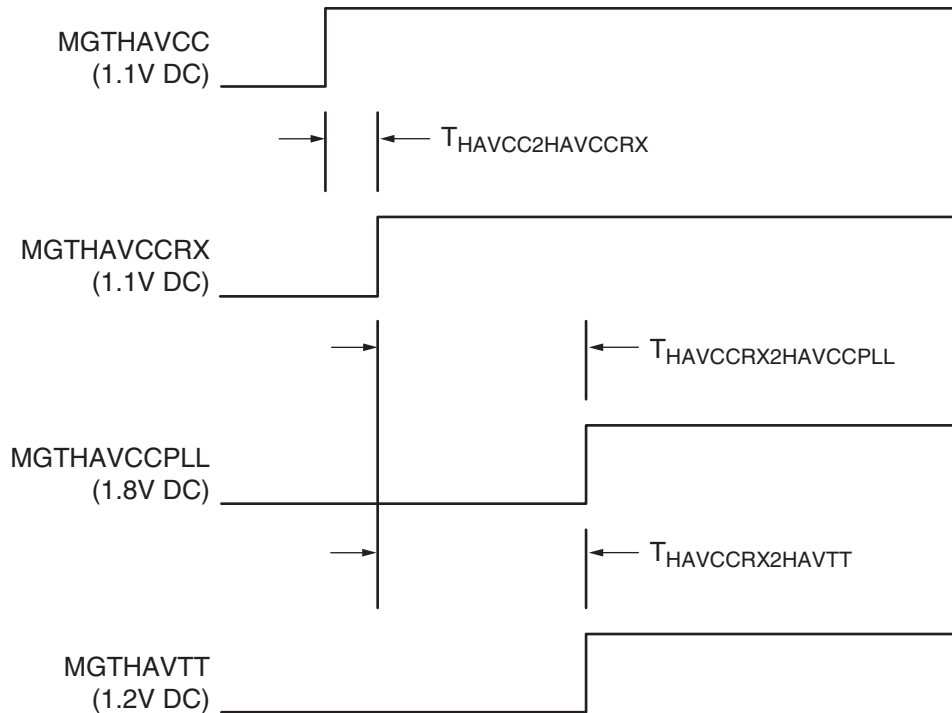 MGTHAVCC
(1.1V DC)
THAVCC2HAVCCRX
MGTHAVCCRX
(1.1V DC)
THAVCCRX2HAVCCPLL
MGTHAVCCPLL
(1.8V DC)
THAVCCRX2HAVTT
MGTHAVTT
(1.2V DC)